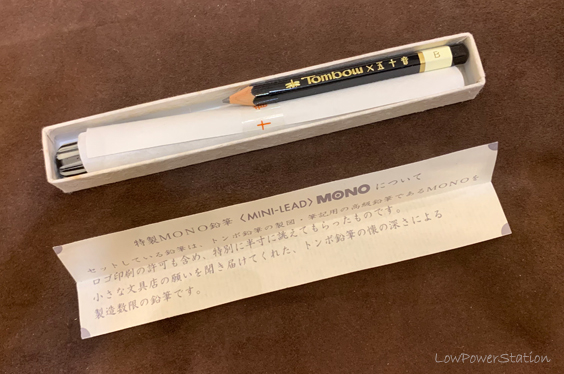 Tombow ×
B
特製MONO鉛筆〈MINI-LEAD〉MONOについて
セットしている鉛筆は、トンボ鉛筆の製図・筆記用の高級鉛筆であるMONOを
ロゴ印刷の許可も含め、特別に半寸に誂えてもらったものです。
小さな文具店の願いを聞き届けてくれた、トンボ鉛筆の懐の深さによる
製造数限の鉛筆です。
LowPowerStation